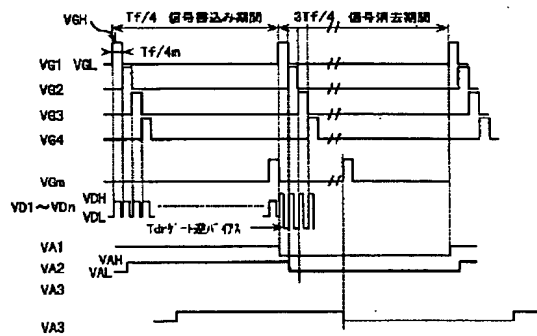 VGH
Tf/4 信号書込み期間
3Tf/4 信号消去期間
Tf/4m
VG1 VGL
VG2
VG3
VG4
VGm
VD1～VDn VDH
VDL
Tdrゲート逆バイアス
VA1
VA2 VAH
VAL
VA3
VA3